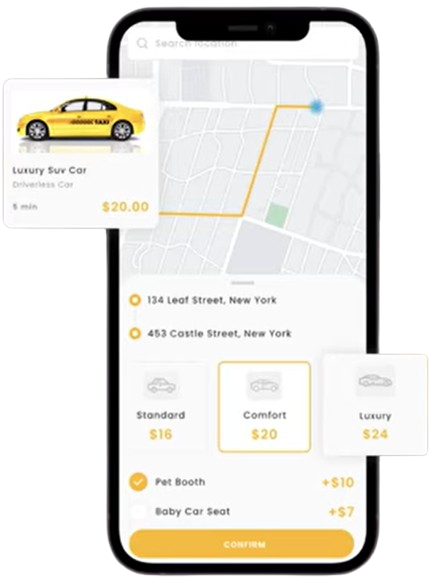 Search location
TAXI
Luxury Suv Car
Driverless Car
5 min
$20.00
134 Leaf Street, New York
453 Castle Street, New York
Standard
$16
Comfort
$20
Luxury
$24
Pet Booth
+$10
Baby Car Seat
+$7
CONFIRM